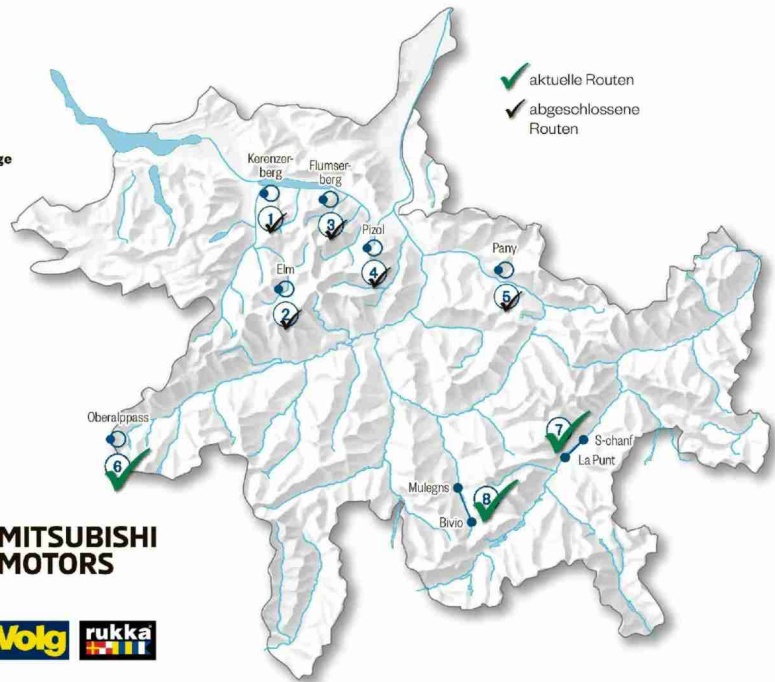 aktuelle Routen
abgeschlossene
Routen
ge
Kerenzer-
berg
Flumser-
berg
1
3
Pizol
4
Pany
5
Elm
2
Oberalppass
6
7
S-chanf
La Punt
Mulegns
8
Bivio
MITSUBISHI
MOTORS
Volg
rukka